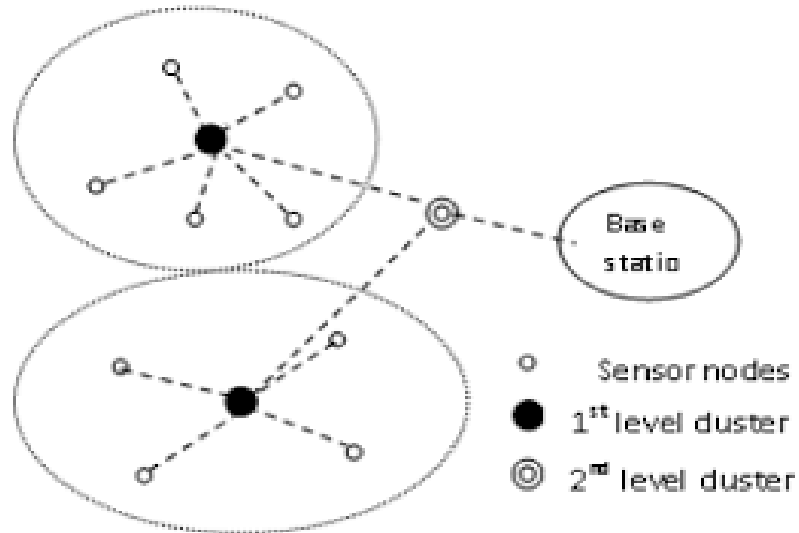 Base
statio
Sensor nodes
1st level duster
2nd level duster